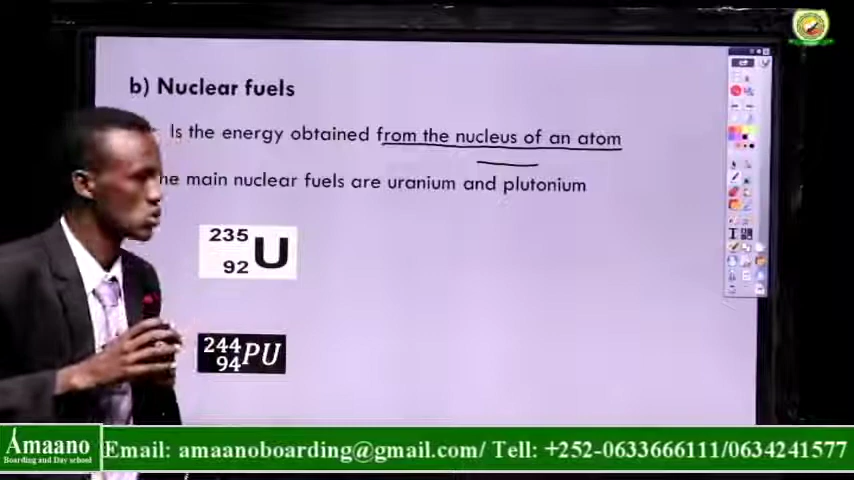 b) Nuclear fuels
Is the energy obtained from the nucleus of an atom
he main nuclear fuels are uranium and plutonium
235
92 U
244
94 PU
Amaano
Boarding and Day school
Email: amaanoboarding@gmail.com/ Tell: +252-0633666111/0634241577